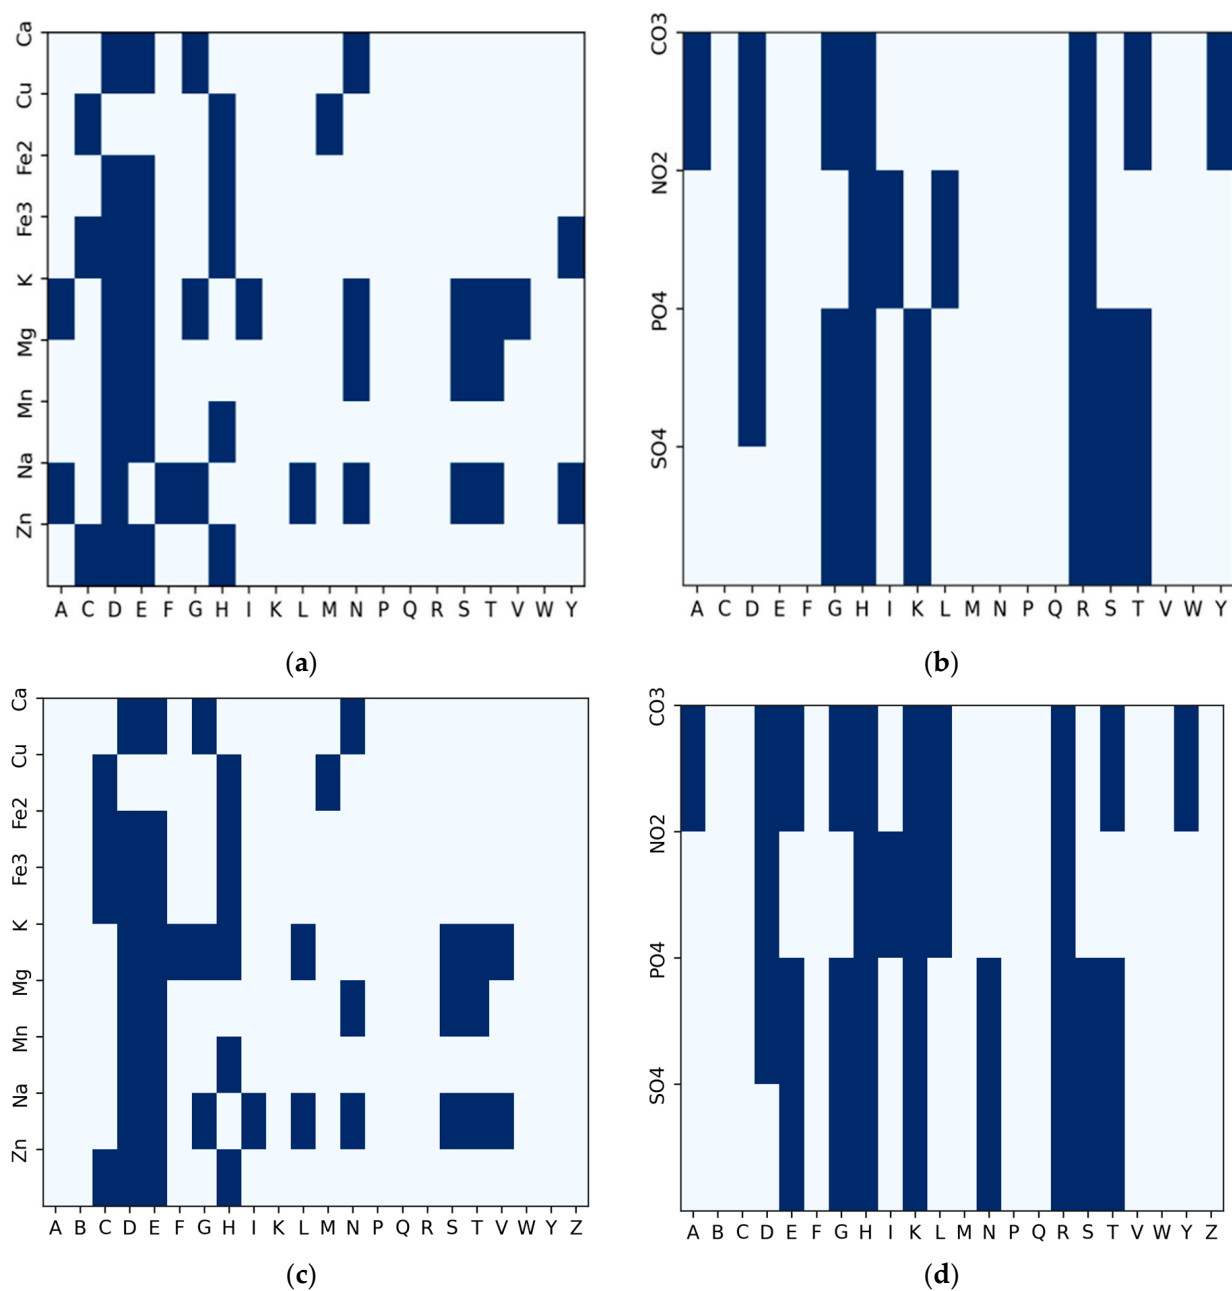 Ca
Cu
Fe2
Fe3
K
Mg
Mn
Na
Zn
A C D E F G H I K L M N P Q R S T V W Y
(a)
CO3
NO2
PO4
SO4
A C D E F G H I K L M N P Q R S T V W Y
(b)
Ca
Cu
Fe2
Fe3
K
Mg
Mn
Na
Zn
A B C D E F G H I K L M N P Q R S T V W Y Z
(c)
CO3
NO2
PO4
SO4
A B C D E F G H I K L M N P Q R S T V W Y Z
(d)